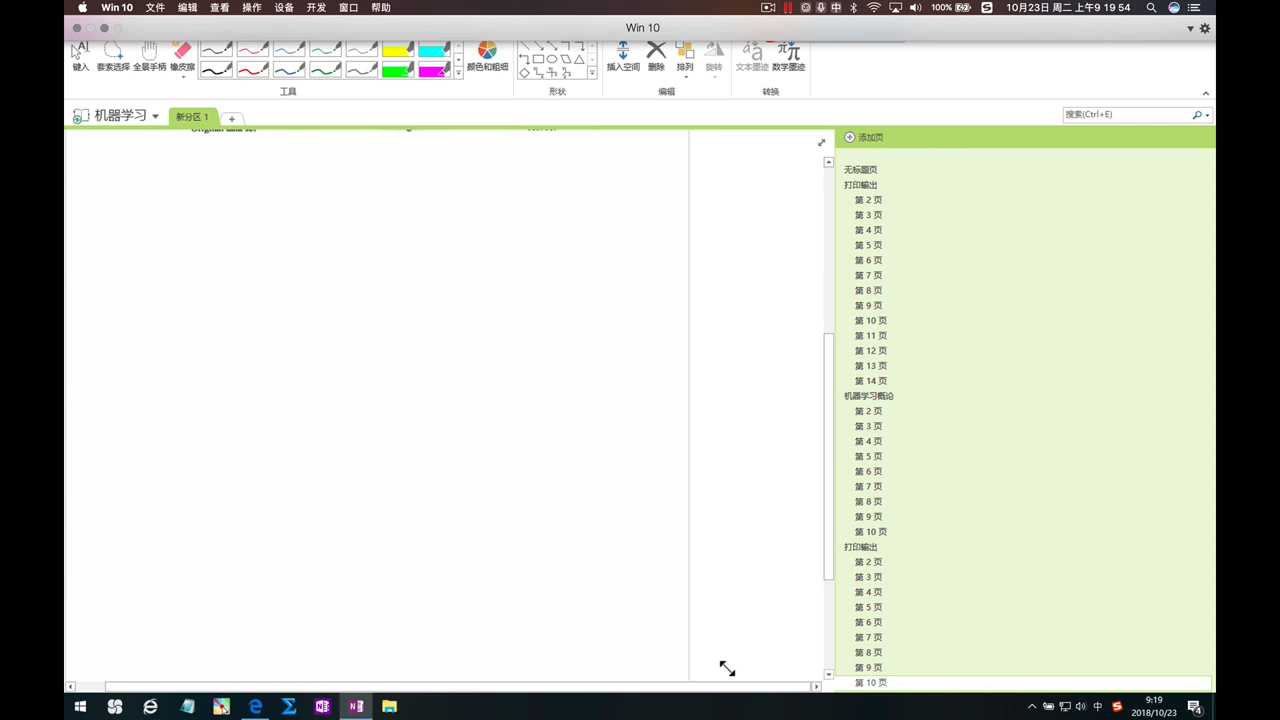 Win 10 文件 编辑 查看 操作 设备 开发 窗口 帮助 100% 中 S 10月23日 周二 上午9 19 54
Win 10
键入 套索选择 全景手柄 橡皮擦 颜色和粗细 插入空间 删除 排列 旋转 文本墨迹 数学墨迹
工具 形状 编辑 转换
机器学习 新分区 1 搜索(Ctrl+E)
添加页
无标题页
打印输出
第 2 页
第 3 页
第 4 页
第 5 页
第 6 页
第 7 页
第 8 页
第 9 页
第 10 页
第 11 页
第 12 页
第 13 页
第 14 页
机器学习概论
第 2 页
第 3 页
第 4 页
第 5 页
第 6 页
第 7 页
第 8 页
第 9 页
第 10 页
打印输出
第 2 页
第 3 页
第 4 页
第 5 页
第 6 页
第 7 页
第 8 页
第 9 页
第 10 页
中 S 9:19
2018/10/23 4